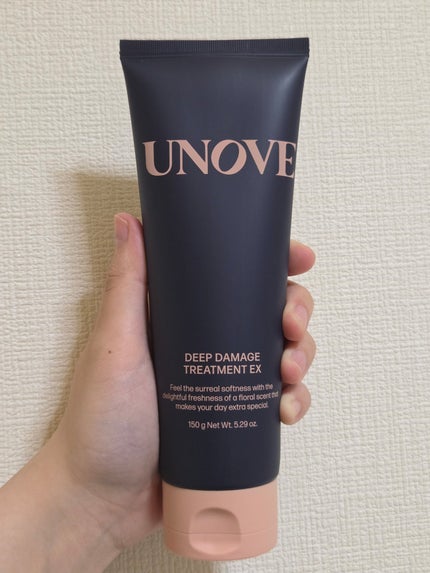 UNOVE
DEEP DAMAGE
TREATMENT EX
Feel the surreal softness with the
delightful freshness of a floral scent that
makes your day extra special.
150 g Net Wt. 5.29 oz.